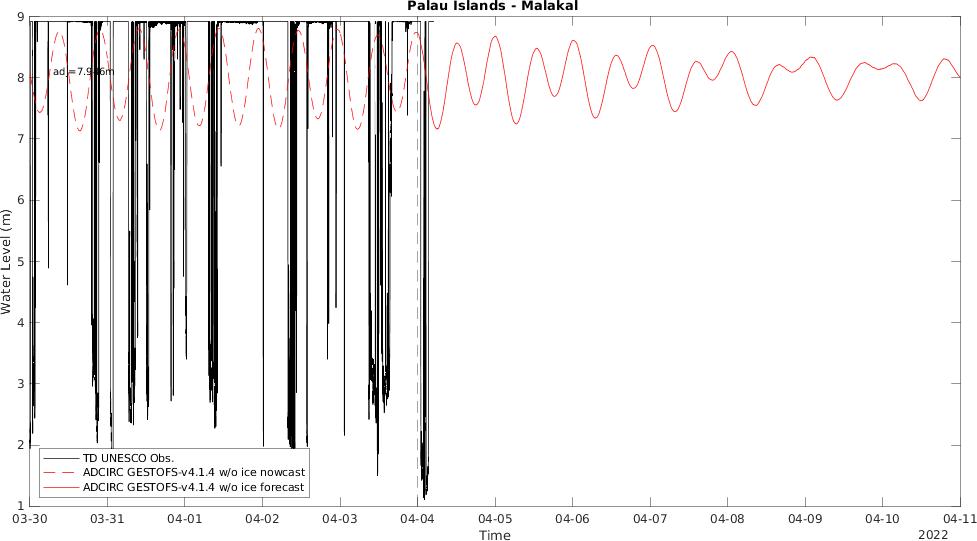 Palau Islands - Malakal
9
8
7
6
5
4
3
2
1
Water Level (m)
TD UNESCO Obs.
ADCIRC GESTOFS-v4.1.4 w/o ice nowcast
ADCIRC GESTOFS-v4.1.4 w/o ice forecast
03-30 03-31 04-01 04-02 04-03 04-04 04-05 04-06 04-07 04-08 04-09 04-10 04-11
Time
2022